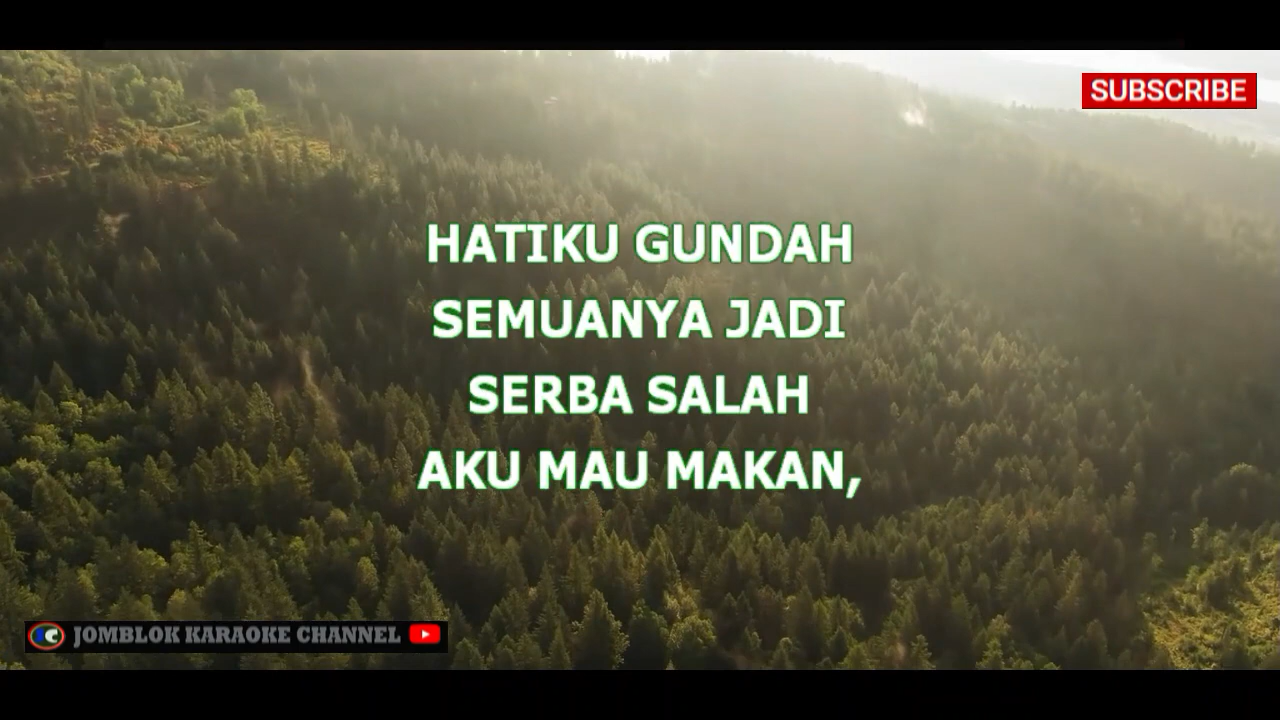 SUBSCRIBE
HATIKU GUNDAH
SEMUANYA JADI
SERBA SALAH
AKU MAU MAKAN,
JOMBLOK KARAOKE CHANNEL